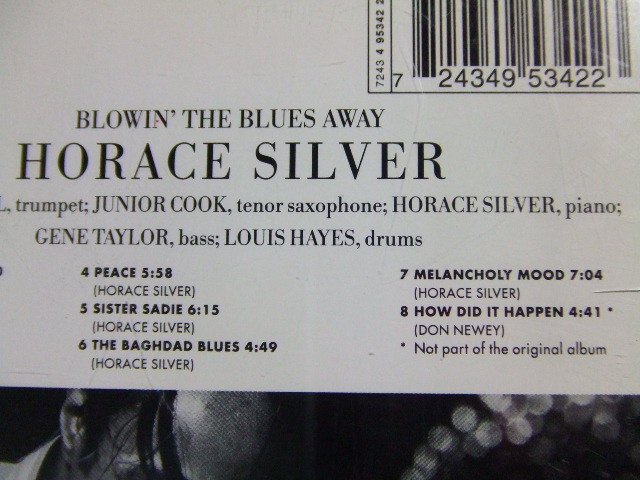 7243 4 95342 2
7 24349 53422
BLOWIN' THE BLUES AWAY
HORACE SILVER
, trumpet; JUNIOR COOK, tenor saxophone; HORACE SILVER, piano;
GENE TAYLOR, bass; LOUIS HAYES, drums
4 PEACE 5:58
(HORACE SILVER)
5 SISTER SADIE 6:15
(HORACE SILVER)
6 THE BAGHDAD BLUES 4:49
(HORACE SILVER)
7 MELANCHOLY MOOD 7:04
(HORACE SILVER)
8 HOW DID IT HAPPEN 4:41 *
(DON NEWEY)
* Not part of the original album